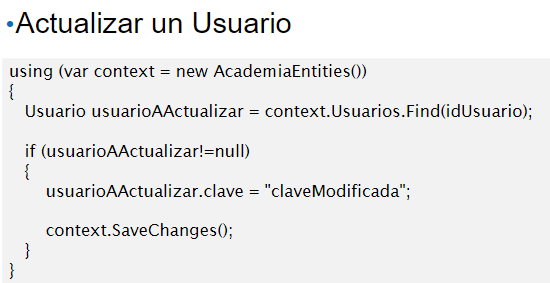 •Actualizar un Usuario
using (var context = new AcademiaEntities())
{
Usuario usuarioAActualizar = context.Usuarios.Find(idUsuario);
if (usuarioAActualizar!=null)
{
usuarioAActualizar.clave = "claveModificada";
context.SaveChanges();
}
}